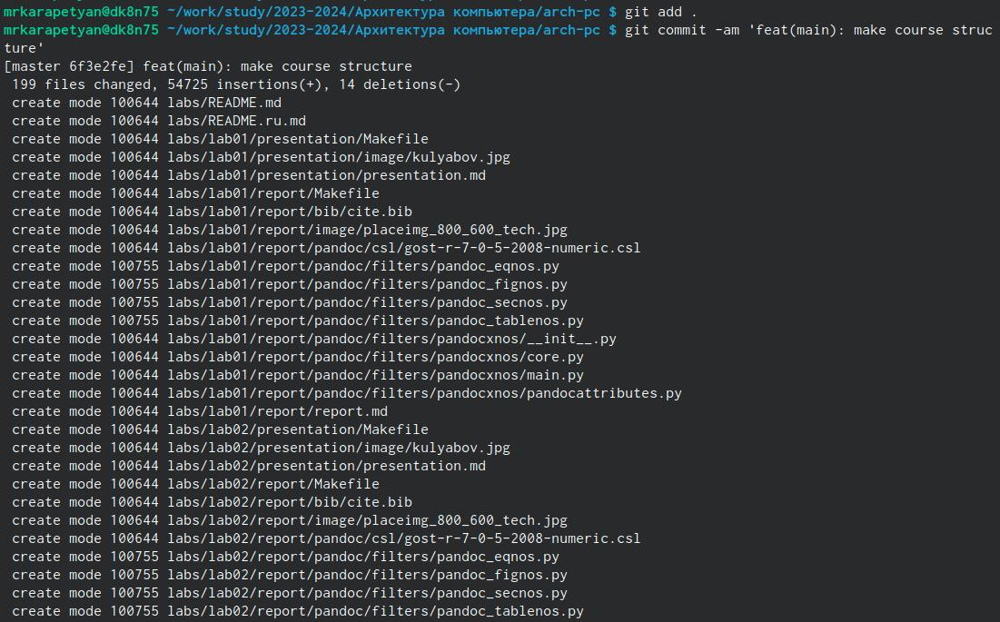 mrkarapetyan@dk8n75 ~/work/study/2023-2024/Архитектура компьютера/arch-pc $ git add .
mrkarapetyan@dk8n75 ~/work/study/2023-2024/Архитектура компьютера/arch-pc $ git commit -am 'feat(main): make course struc
ture'
[master 6f3e2fe] feat(main): make course structure
 199 files changed, 54725 insertions(+), 14 deletions(-)
 create mode 100644 labs/README.md
 create mode 100644 labs/README.ru.md
 create mode 100644 labs/lab01/presentation/Makefile
 create mode 100644 labs/lab01/presentation/image/kulyabov.jpg
 create mode 100644 labs/lab01/presentation/presentation.md
 create mode 100644 labs/lab01/report/Makefile
 create mode 100644 labs/lab01/report/bib/cite.bib
 create mode 100644 labs/lab01/report/image/placeimg_800_600_tech.jpg
 create mode 100644 labs/lab01/report/pandoc/csl/gost-r-7-0-5-2008-numeric.csl
 create mode 100755 labs/lab01/report/pandoc/filters/pandoc_eqnos.py
 create mode 100755 labs/lab01/report/pandoc/filters/pandoc_fignos.py
 create mode 100755 labs/lab01/report/pandoc/filters/pandoc_secnos.py
 create mode 100755 labs/lab01/report/pandoc/filters/pandoc_tablenos.py
 create mode 100644 labs/lab01/report/pandoc/filters/pandocxnos/__init__.py
 create mode 100644 labs/lab01/report/pandoc/filters/pandocxnos/core.py
 create mode 100644 labs/lab01/report/pandoc/filters/pandocxnos/main.py
 create mode 100644 labs/lab01/report/pandoc/filters/pandocxnos/pandocattributes.py
 create mode 100644 labs/lab01/report/report.md
 create mode 100644 labs/lab02/presentation/Makefile
 create mode 100644 labs/lab02/presentation/image/kulyabov.jpg
 create mode 100644 labs/lab02/presentation/presentation.md
 create mode 100644 labs/lab02/report/Makefile
 create mode 100644 labs/lab02/report/bib/cite.bib
 create mode 100644 labs/lab02/report/image/placeimg_800_600_tech.jpg
 create mode 100644 labs/lab02/report/pandoc/csl/gost-r-7-0-5-2008-numeric.csl
 create mode 100755 labs/lab02/report/pandoc/filters/pandoc_eqnos.py
 create mode 100755 labs/lab02/report/pandoc/filters/pandoc_fignos.py
 create mode 100755 labs/lab02/report/pandoc/filters/pandoc_secnos.py
 create mode 100755 labs/lab02/report/pandoc/filters/pandoc_tablenos.py